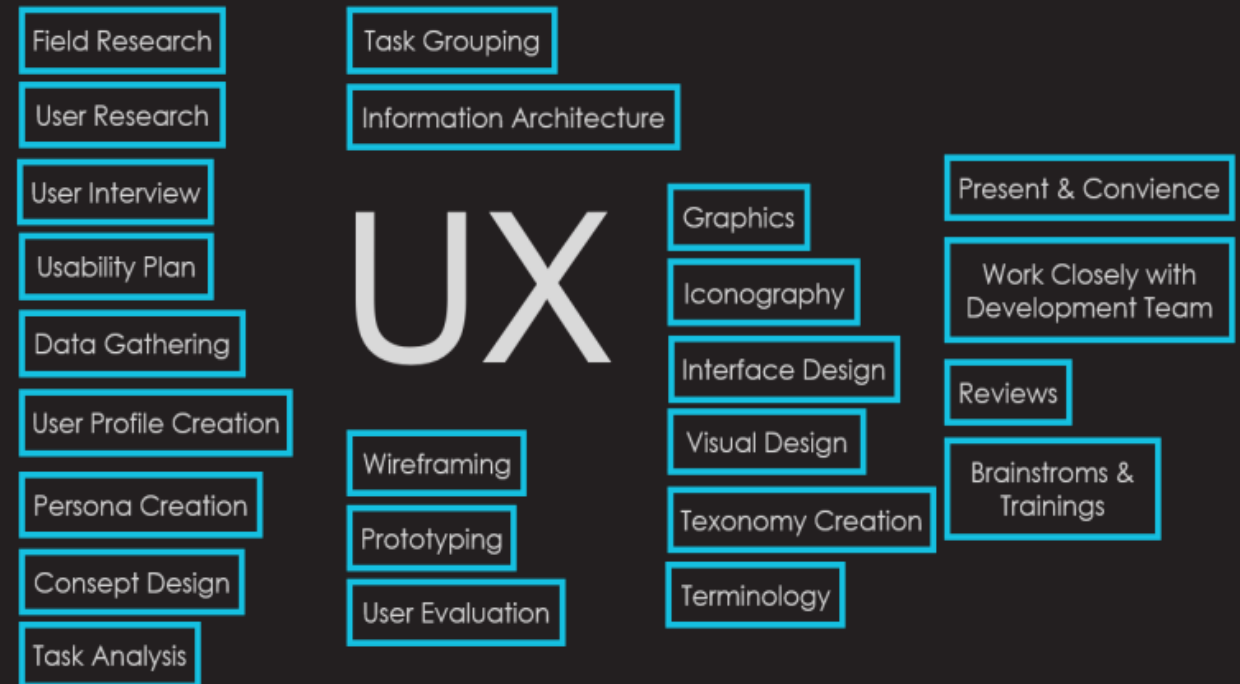 Field Research
User Research
User Interview
Usability Plan
Data Gathering
User Profile Creation
Persona Creation
Consept Design
Task Analysis
Task Grouping
Information Architecture
UX
Wireframing
Prototyping
User Evaluation
Graphics
Iconography
Interface Design
Visual Design
Texonomy Creation
Terminology
Present & Convience
Work Closely with
Development Team
Reviews
Brainstroms &
Trainings